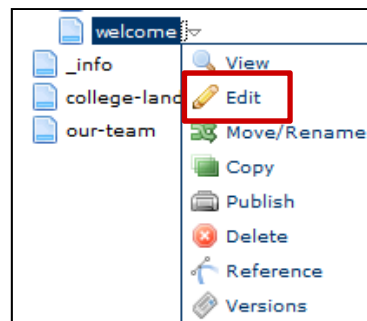 welcome
_info
college-land
our-team
View
Edit
Move/Rename
Copy
Publish
Delete
Reference
Versions